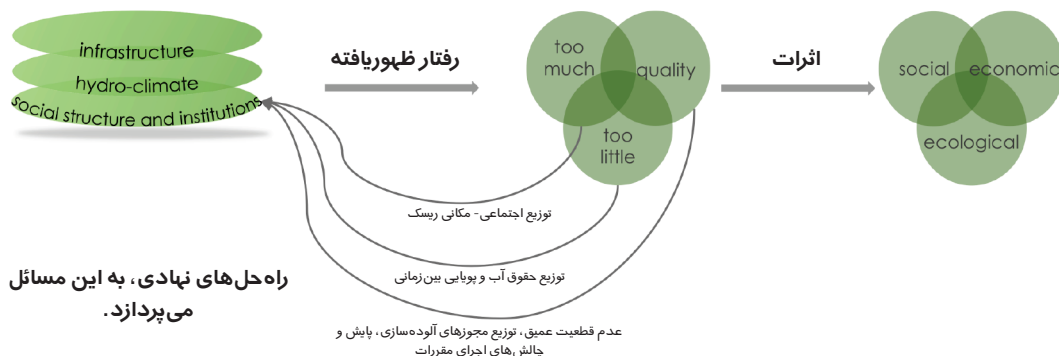 infrastructure
hydro-climate
social structure and institutions
رفتار ظهوریافته
too
much
quality
too
little
اثرات
social
economic
ecological
توزیع اجتماعی- مکانی ریسک
توزیع حقوق آب و پویایی بین‌زمانی
عدم قطعیت عمیق، توزیع مجوزهای آلوده‌سازی، پایش و
چالش‌های اجرای مقررات
راه‌حل‌های نهادی، به این مسائل
می‌پردازد.